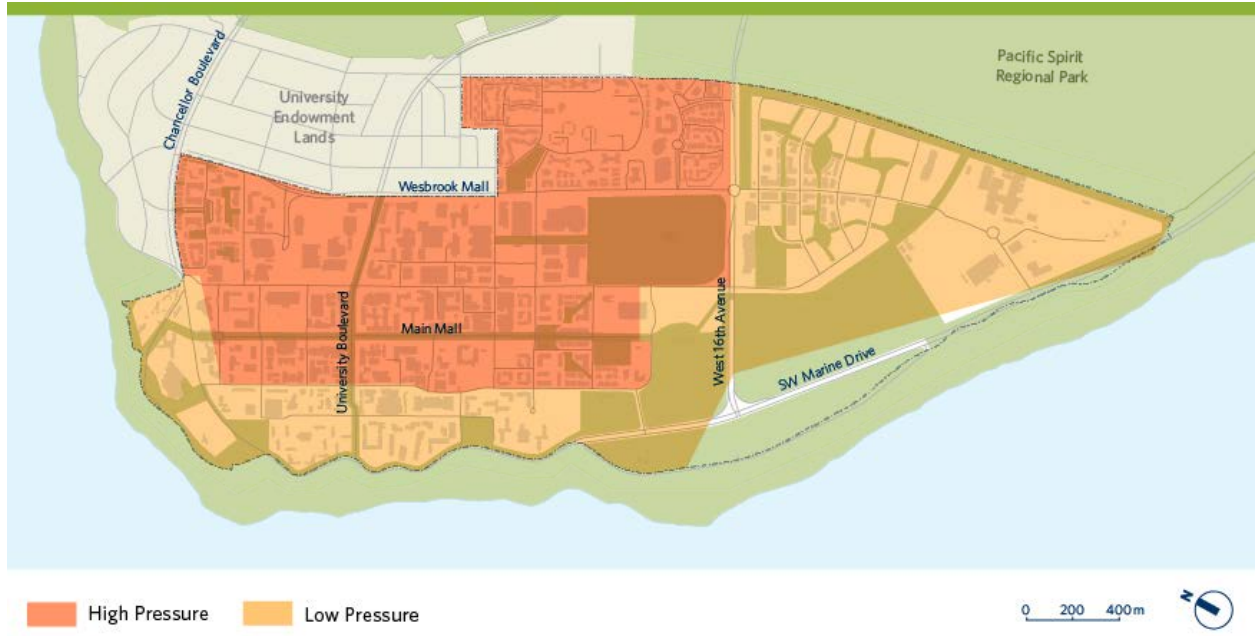 Pacific Spirit
Regional Park
Chancellor Boulevard
University
Endowment
Lands
Wesbrook Mall
University Boulevard
Main Mall
West 16th Avenue
SW Marine Drive
High Pressure
Low Pressure
0 200 400 m
N